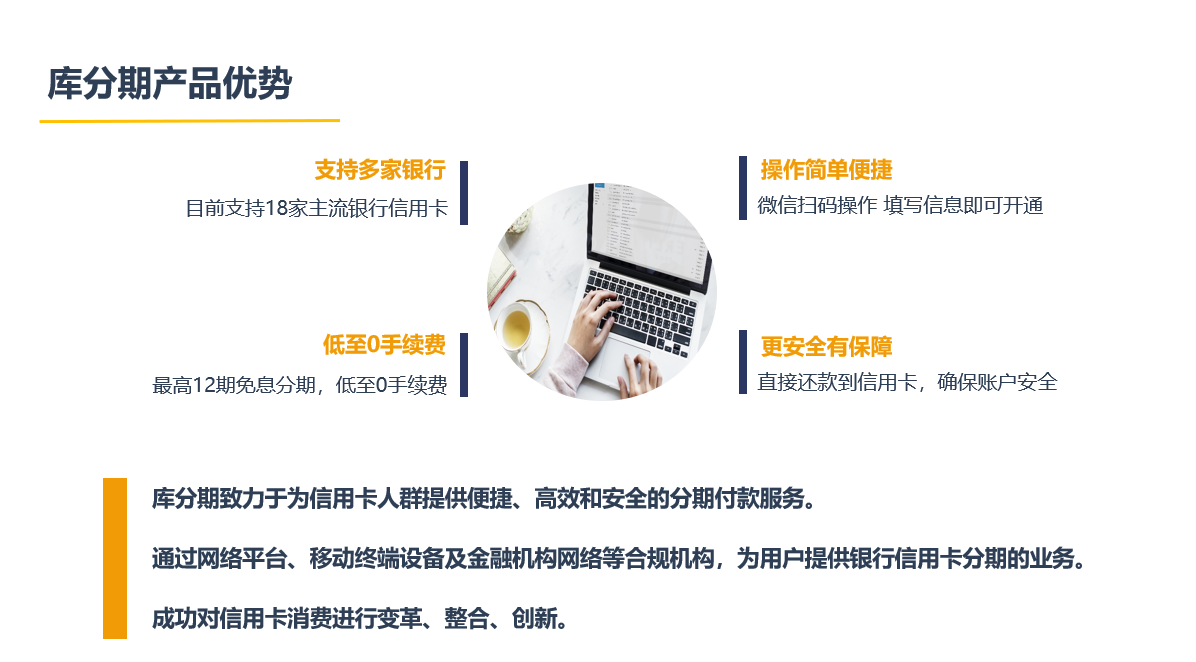 库分期产品优势
支持多家银行
目前支持18家主流银行信用卡
操作简单便捷
微信扫码操作 填写信息即可开通
低至0手续费
最高12期免息分期，低至0手续费
更安全有保障
直接还款到信用卡，确保账户安全
库分期致力于为信用卡人群提供便捷、高效和安全的分期付款服务。
通过网络平台、移动终端设备及金融机构网络等合规机构，为用户提供银行信用卡分期的业务。
成功对信用卡消费进行变革、整合、创新。